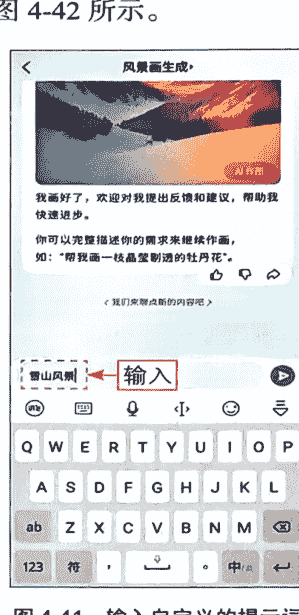 图 4-42 所示。
风景画生成
我画好了，欢迎对我提出反馈和建议，帮助我
快速进步。
你可以完整描述你的需求来继续作画，
如：“帮我画一枝晶莹剔透的牡丹花”。
< 我们来聊点新的内容吧 >
雪山风景
输入
Q W E R T Y U I O P
A S D F G H J K L
ab Z X C V B N M
123 符 ， 。 中/英
图 4-41 输入自定义的提示词